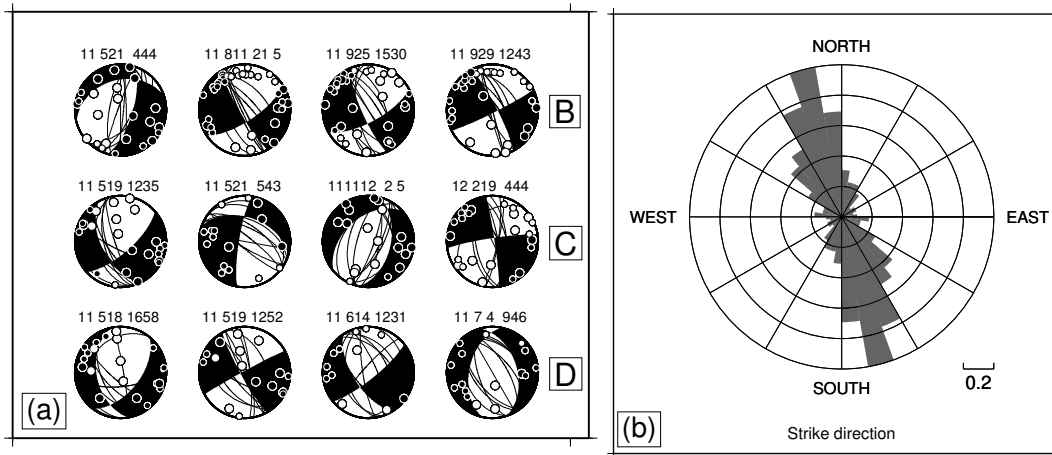 11 521  444
11 811 21 5
11 925 1530
11 929 1243
B
11 519 1235
11 521  543
111112  2 5
12 219  444
C
11 518 1658
11 519 1252
11 614 1231
11 7 4  946
D
(a)
NORTH
WEST
EAST
SOUTH
0.2
(b)
Strike direction